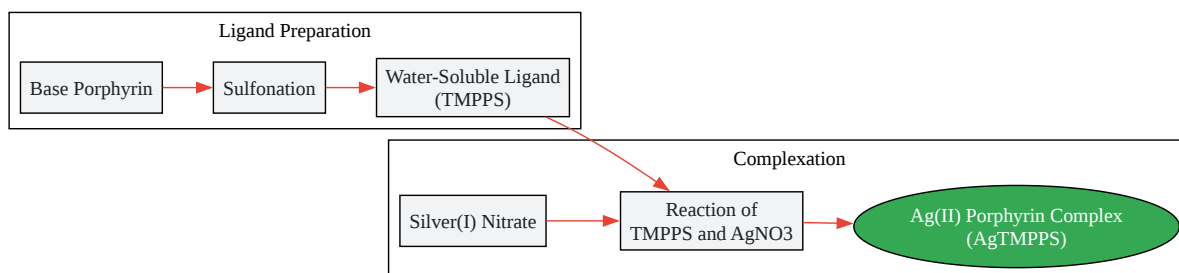 Ligand Preparation
Base Porphyrin
Sulfonation
Water-Soluble Ligand
(TMPPS)
Complexation
Silver(I) Nitrate
Reaction of
TMPPS and AgNO3
Ag(II) Porphyrin Complex
(AgTMPPS)